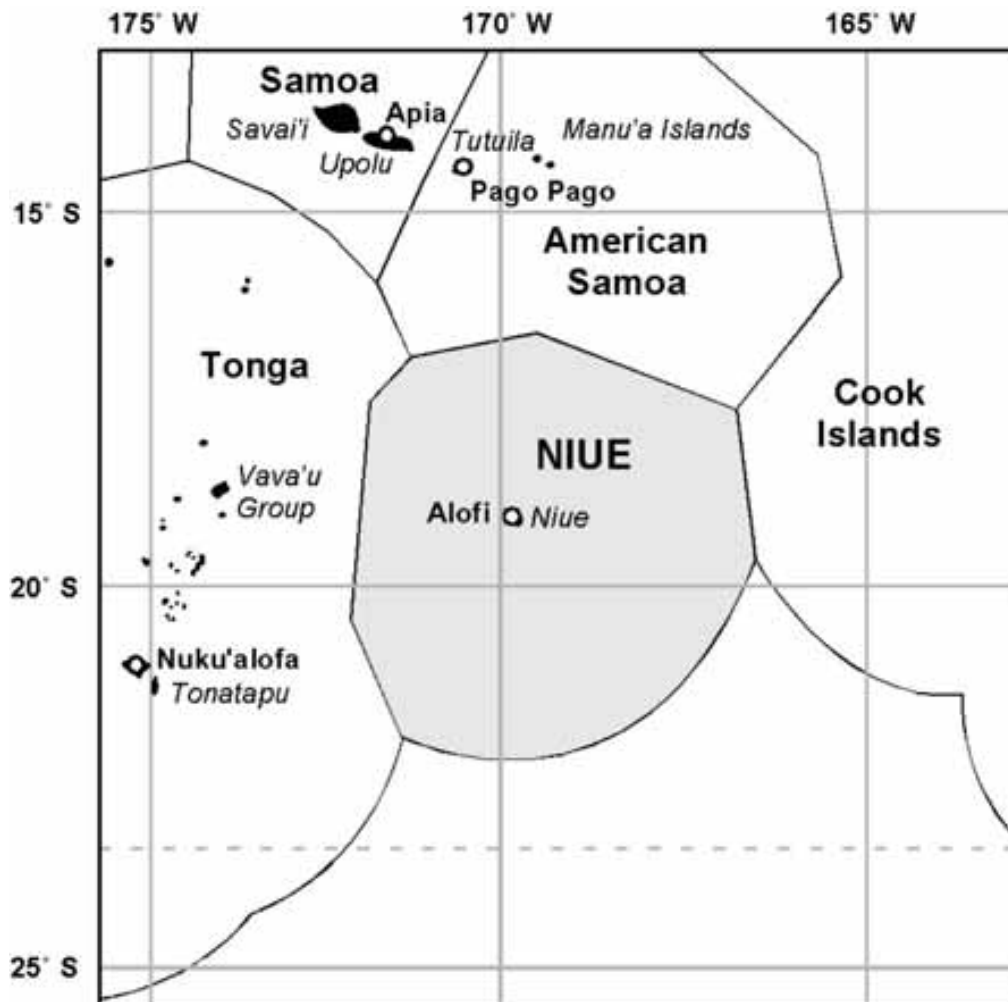 175° W
170° W
165° W
Samoa
Apia
Savai'i
Upolu
Tutuila
Manu'a Islands
Pago Pago
15° S
American
Samoa
Tonga
Cook
Islands
NIUE
Vava'u
Group
Alofi
Niue
20° S
Nuku'alofa
Tonatapu
25° S